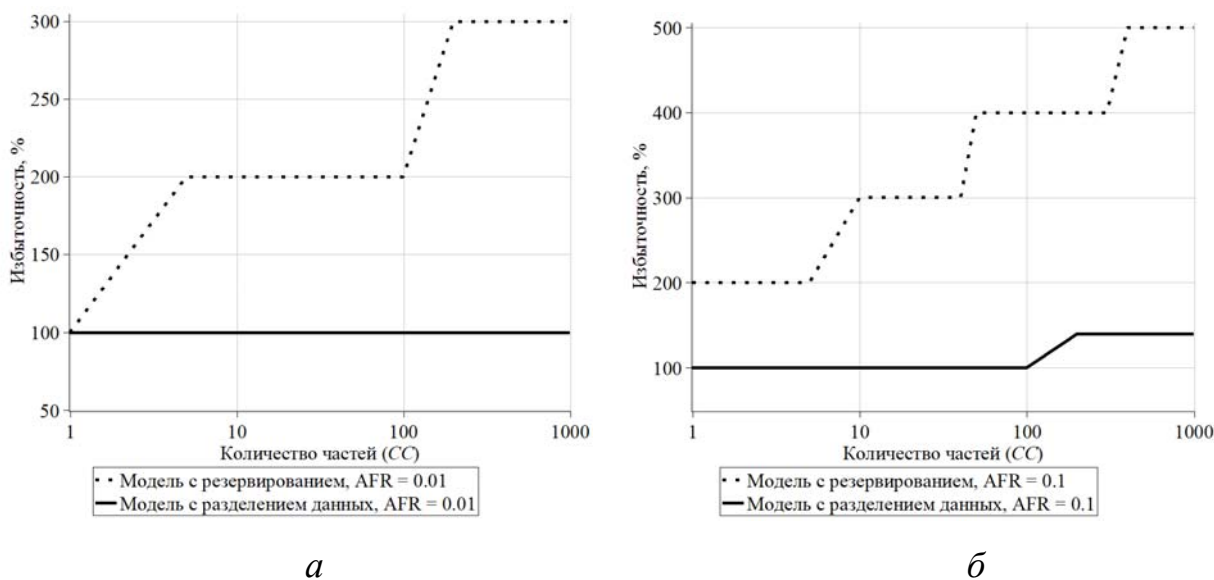 300
250
200
150
100
50
Избыточность, %
1
10
100
1000
Количество частей (CC)
Модель с резервированием, AFR = 0.01
Модель с разделением данных, AFR = 0.01
а
500
400
300
200
100
Избыточность, %
1
10
100
1000
Количество частей (CC)
Модель с резервированием, AFR = 0.1
Модель с разделением данных, AFR = 0.1
б